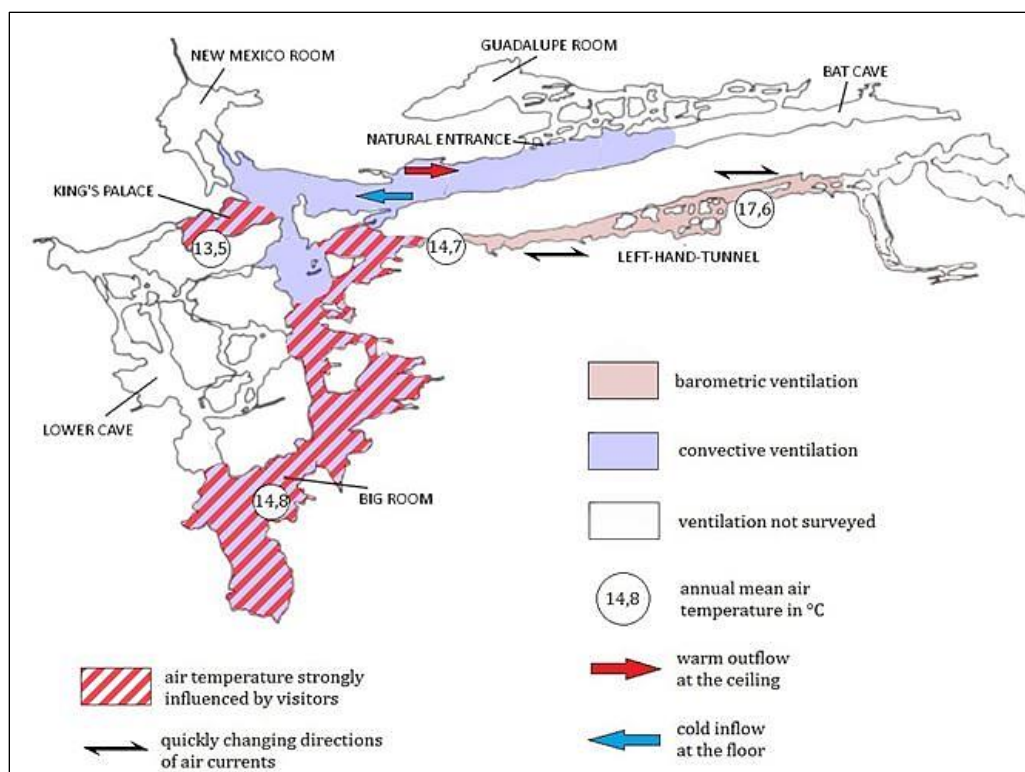 GUADALUPE ROOM
NEW MEXICO ROOM
BAT CAVE
NATURAL ENTRANCE
KING'S PALACE
13,5
14,7
17,6
LEFT-HAND-TUNNEL
LOWER CAVE
BIG ROOM
14,8
barometric ventilation
convective ventilation
ventilation not surveyed
14,8
annual mean air
temperature in °C
air temperature strongly
influenced by visitors
warm outflow
at the ceiling
quickly changing directions
of air currents
cold inflow
at the floor